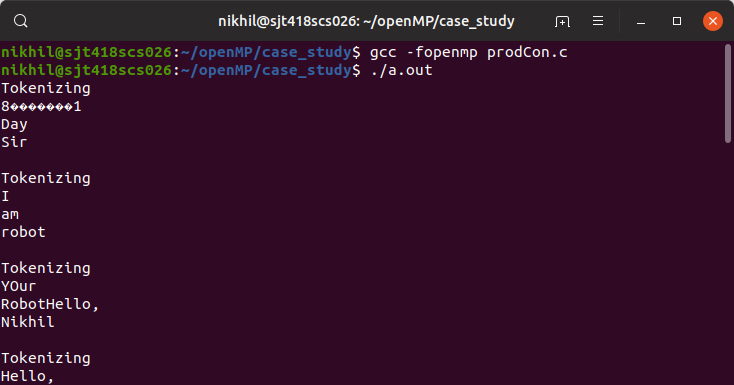 nikhil@sjt418scs026: ~/openMP/case_study
nikhil@sjt418scs026:~/openMP/case_study$ gcc -fopenmp prodCon.c
nikhil@sjt418scs026:~/openMP/case_study$ ./a.out
Tokenizing
8�������1
Day
Sir
Tokenizing
I
am
robot
Tokenizing
YOur
RobotHello,
Nikhil
Tokenizing
Hello,